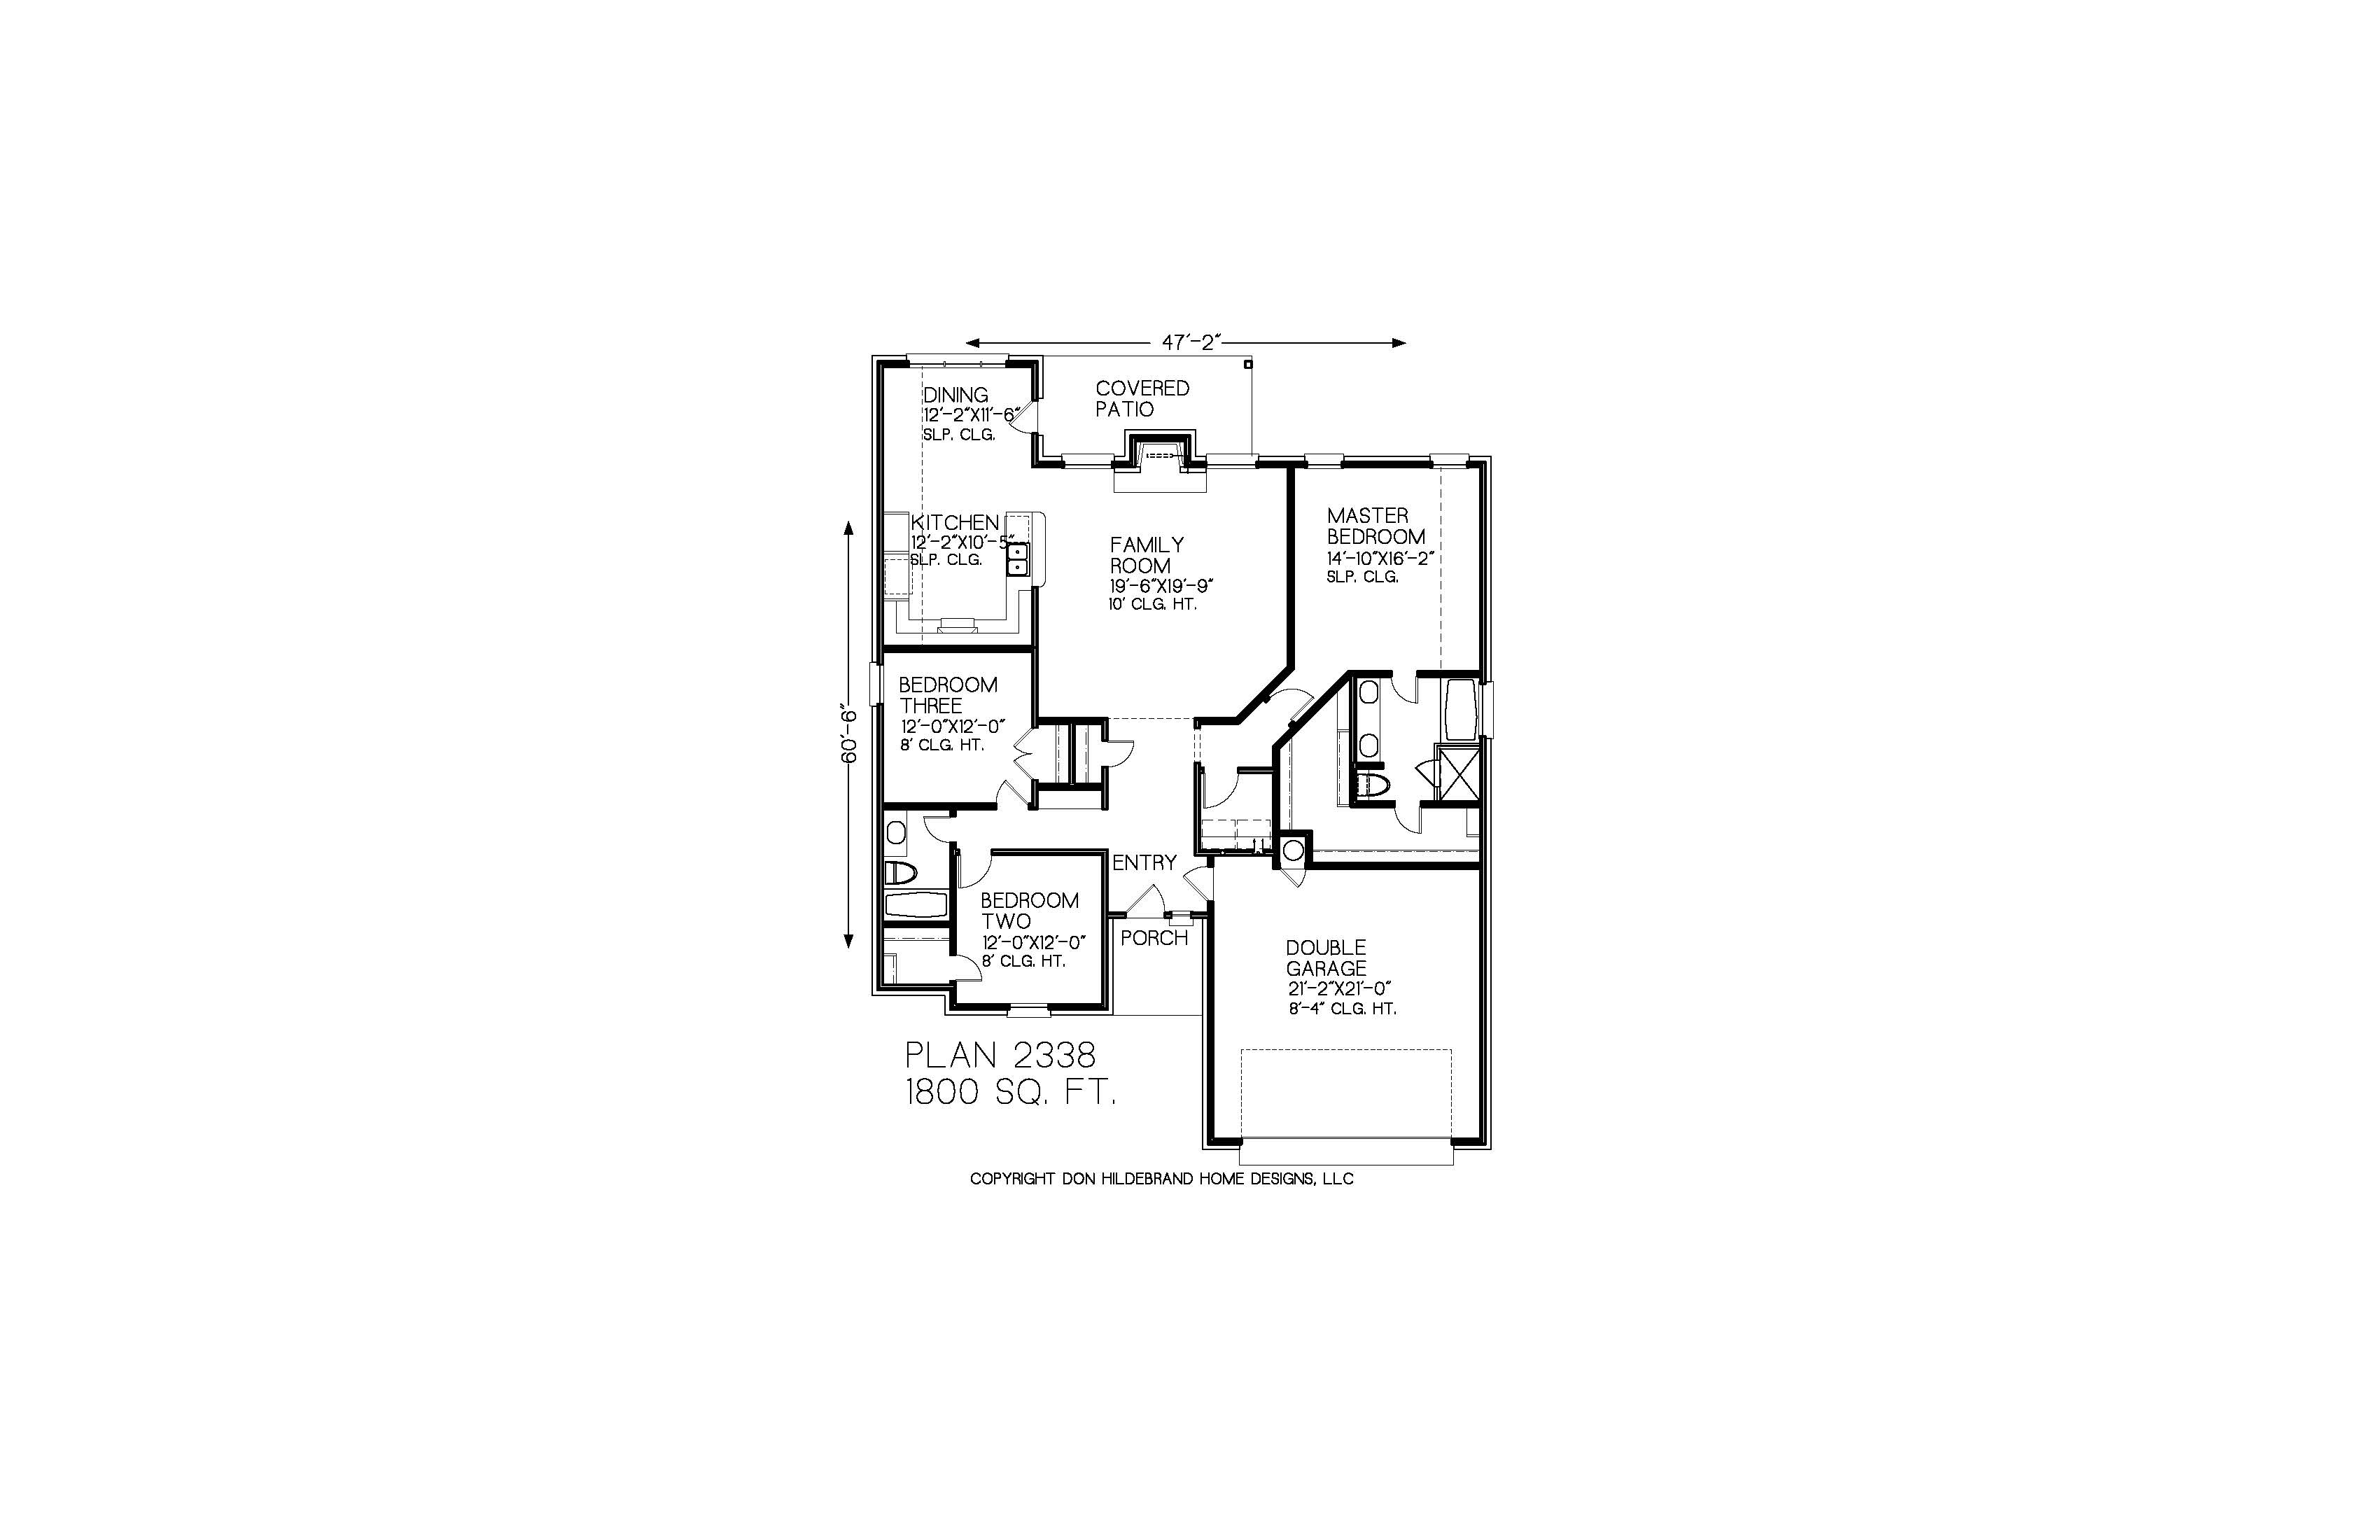 47'-2"
COVERED
PATIO
DINING
12'-2"X11'-6"
SLP. CLG.
KITCHEN
12'-2"X10'-5"
SLP. CLG.
FAMILY
ROOM
19'-6"X19'-9"
10' CLG. HT.
MASTER
BEDROOM
14'-10"X16'-2"
SLP. CLG.
60'-6"
BEDROOM
THREE
12'-0"X12'-0"
8' CLG. HT.
ENTRY
BEDROOM
TWO
12'-0"X12'-0"
8' CLG. HT.
PORCH
DOUBLE
GARAGE
21'-2"X21'-0"
8'-4" CLG. HT.
PLAN 2338
1800 SQ. FT.
COPYRIGHT DON HILDEBRAND HOME DESIGNS, LLC